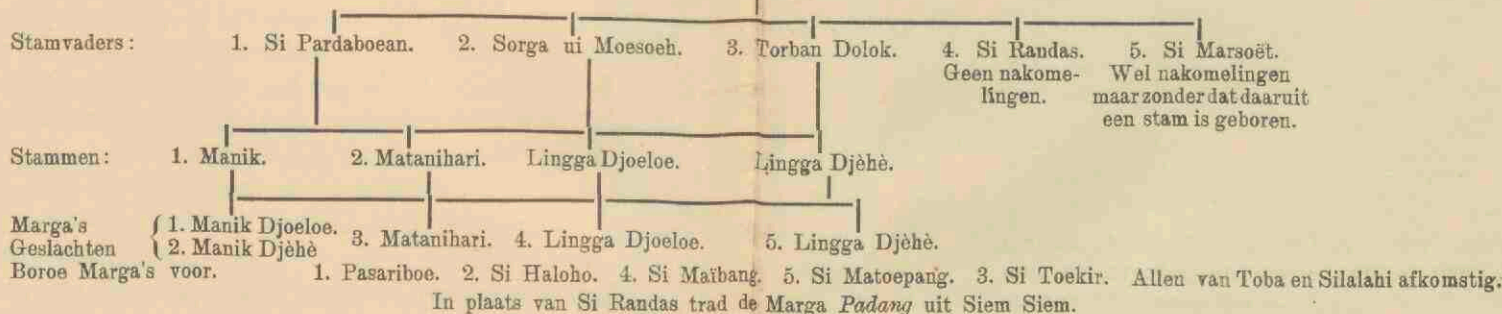 Stamvaders: 1. Si Pardaboean. 2. Sorga ui Moesoeh. 3. Torban Dolok. 4. Si Randas. 5. Si Marsoët.
Geen nakome- Wel nakomelingen
lingen. maar zonder dat daaruit
een stam is geboren.
Stammen: 1. Manik. 2. Matanihari. Lingga Djoeloe. Lingga Djèhè.
Marga's { 1. Manik Djoeloe. 3. Matanihari. 4. Lingga Djoeloe. 5. Lingga Djèhè.
Geslachten { 2. Manik Djèhè
Boroe Marga's voor. 1. Pasariboe. 2. Si Haloho. 4. Si Maïbang. 5. Si Matoepang. 3. Si Toekir. Allen van Toba en Silalahi afkomstig.
In plaats van Si Randas trad de Marga Padang uit Siem Siem.